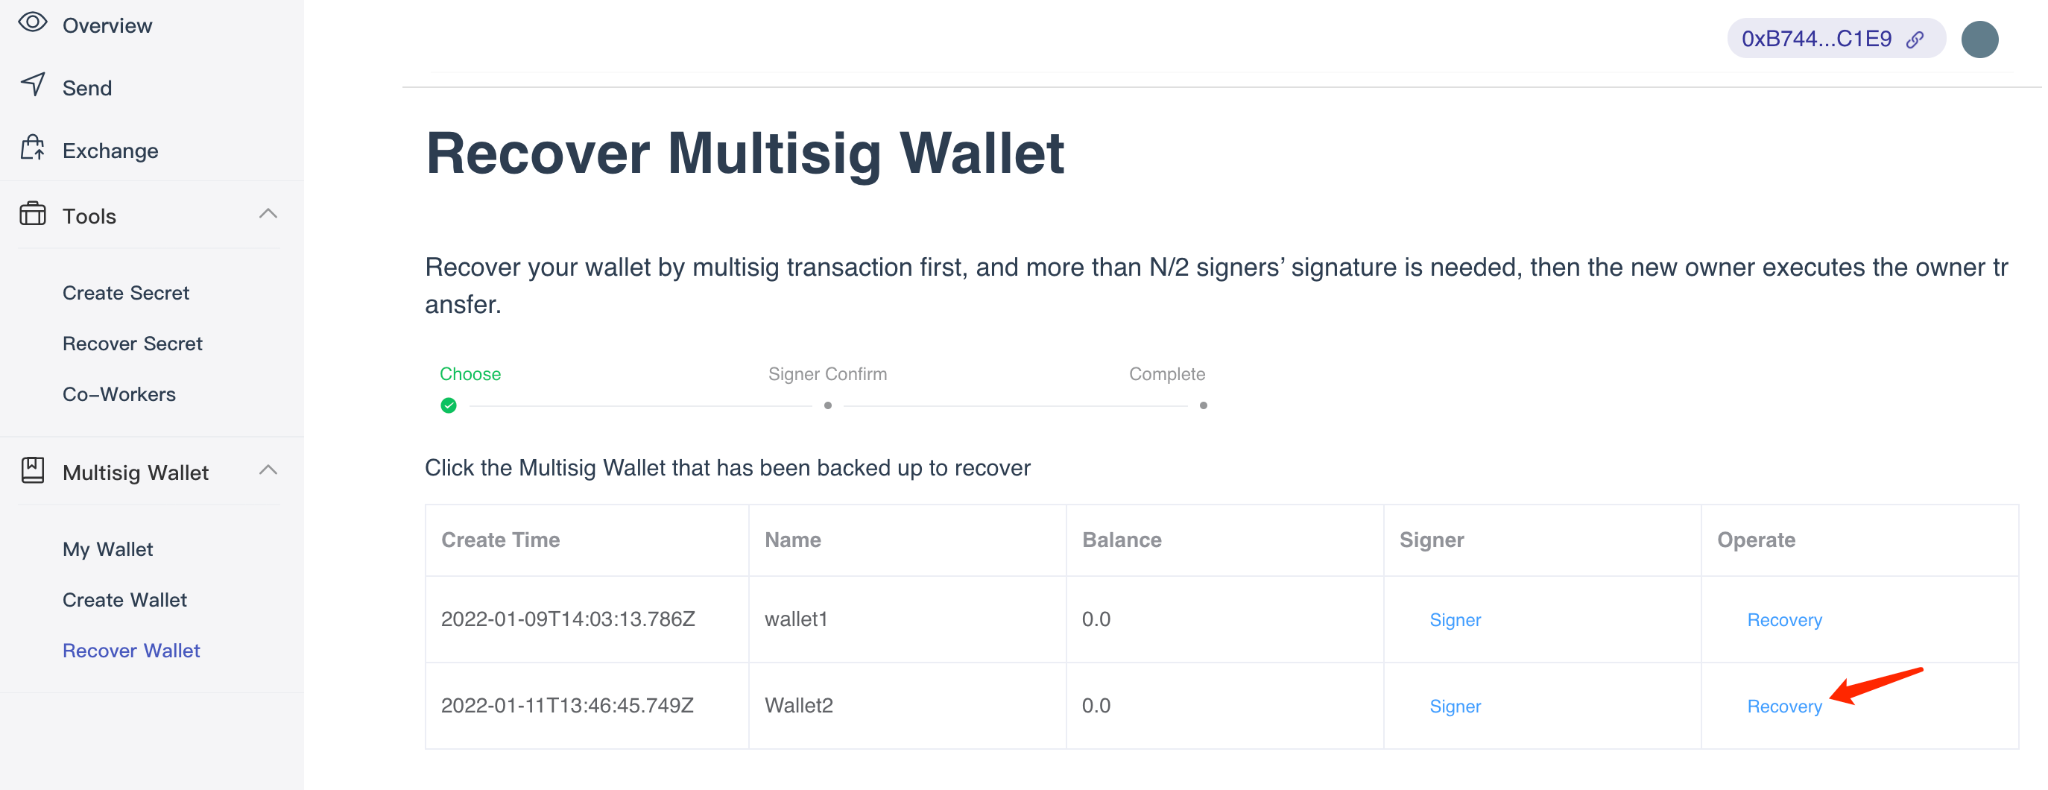 Overview
Send
Exchange
Tools
Create Secret
Recover Secret
Co-Workers
Multisig Wallet
My Wallet
Create Wallet
Recover Wallet
0xB744...C1E9
Recover Multisig Wallet
Recover your wallet by multisig transaction first, and more than N/2 signers’ signature is needed, then the new owner executes the owner tr
ansfer.
Choose Signer Confirm Complete
Click the Multisig Wallet that has been backed up to recover
Create Time Name Balance Signer Operate
2022-01-09T14:03:13.786Z wallet1 0.0 Signer Recovery
2022-01-11T13:46:45.749Z Wallet2 0.0 Signer Recovery